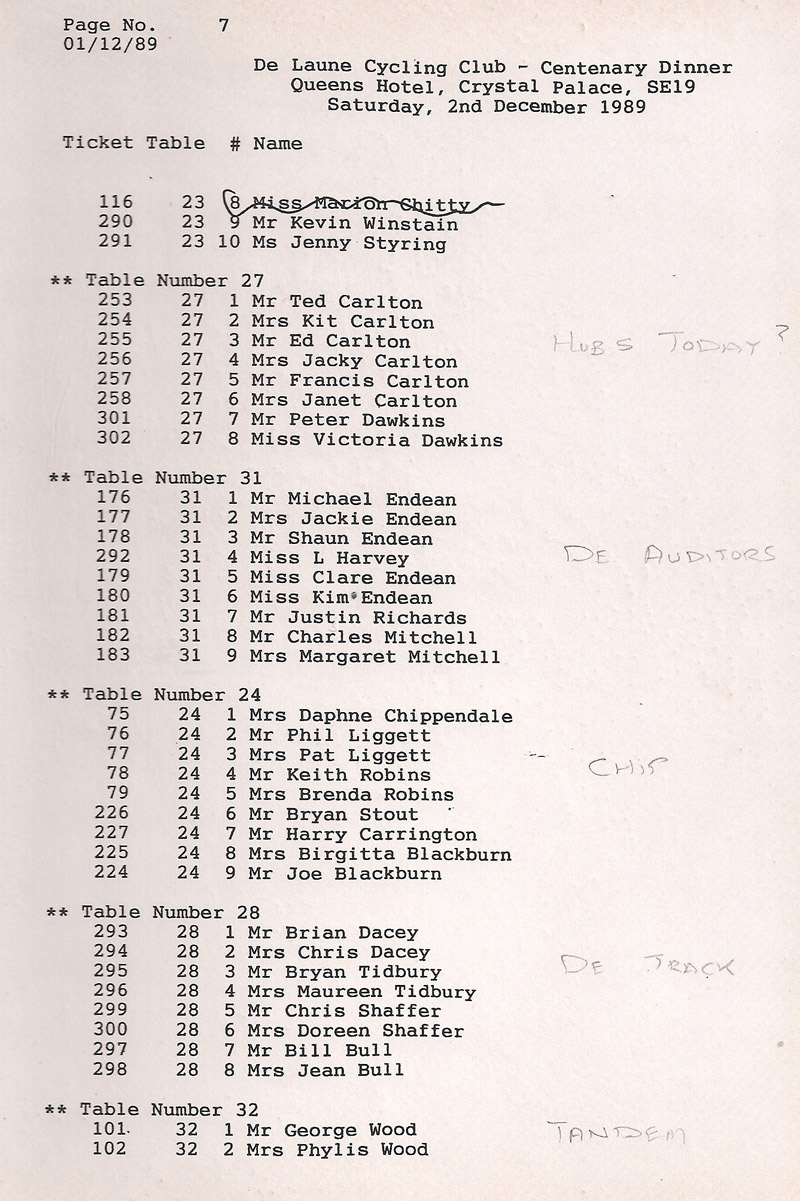 Page No. 7
01/12/89
De Laune Cycling Club - Centenary Dinner
Queens Hotel, Crystal Palace, SE19
Saturday, 2nd December 1989
Ticket Table # Name
116 23 8 Miss Marion Chitty
290 23 9 Mr Kevin Winstain
291 23 10 Ms Jenny Styring
** Table Number 27
253 27 1 Mr Ted Carlton
254 27 2 Mrs Kit Carlton
255 27 3 Mr Ed Carlton HUBS TODAY?
256 27 4 Mrs Jacky Carlton
257 27 5 Mr Francis Carlton
258 27 6 Mrs Janet Carlton
301 27 7 Mr Peter Dawkins
302 27 8 Miss Victoria Dawkins
** Table Number 31
176 31 1 Mr Michael Endean
177 31 2 Mrs Jackie Endean
178 31 3 Mr Shaun Endean
292 31 4 Miss L Harvey DE AUDITORS
179 31 5 Miss Clare Endean
180 31 6 Miss Kim Endean
181 31 7 Mr Justin Richards
182 31 8 Mr Charles Mitchell
183 31 9 Mrs Margaret Mitchell
** Table Number 24
75 24 1 Mrs Daphne Chippendale
76 24 2 Mr Phil Liggett
77 24 3 Mrs Pat Liggett
78 24 4 Mr Keith Robins CHIP
79 24 5 Mrs Brenda Robins
226 24 6 Mr Bryan Stout
227 24 7 Mr Harry Carrington
225 24 8 Mrs Birgitta Blackburn
224 24 9 Mr Joe Blackburn
** Table Number 28
293 28 1 Mr Brian Dacey
294 28 2 Mrs Chris Dacey
295 28 3 Mr Bryan Tidbury DE TRACK
296 28 4 Mrs Maureen Tidbury
299 28 5 Mr Chris Shaffer
300 28 6 Mrs Doreen Shaffer
297 28 7 Mr Bill Bull
298 28 8 Mrs Jean Bull
** Table Number 32
101 32 1 Mr George Wood TANDEM
102 32 2 Mrs Phylis Wood